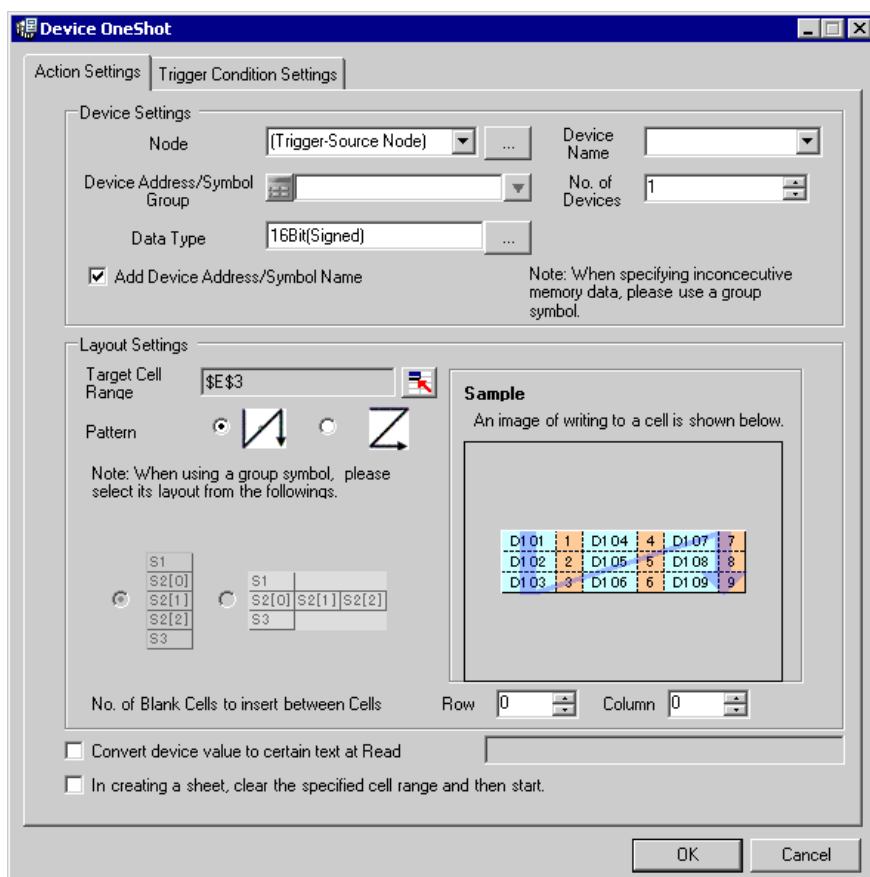 Device OneShot
Action Settings
Trigger Condition Settings
Device Settings
Node
(Trigger-Source Node)
...
Device
Name
Device Address/Symbol
Group
No. of
Devices
1
Data Type
16Bit(Signed)
...
Add Device Address/Symbol Name
Note: When specifying inconcecutive
memory data, please use a group
symbol.
Layout Settings
Target Cell
Range
$E$3
Pattern
Note: When using a group symbol, please
select its layout from the followings.
S1
S2[0]
S2[1]
S2[2]
S3
S1
S2[0] S2[1] S2[2]
S3
Sample
An image of writing to a cell is shown below.
D101 1 D104 4 D107 7
D102 2 D105 5 D108 8
D103 3 D106 6 D109 9
No. of Blank Cells to insert between Cells
Row
0
Column
0
Convert device value to certain text at Read
In creating a sheet, clear the specified cell range and then start.
OK
Cancel